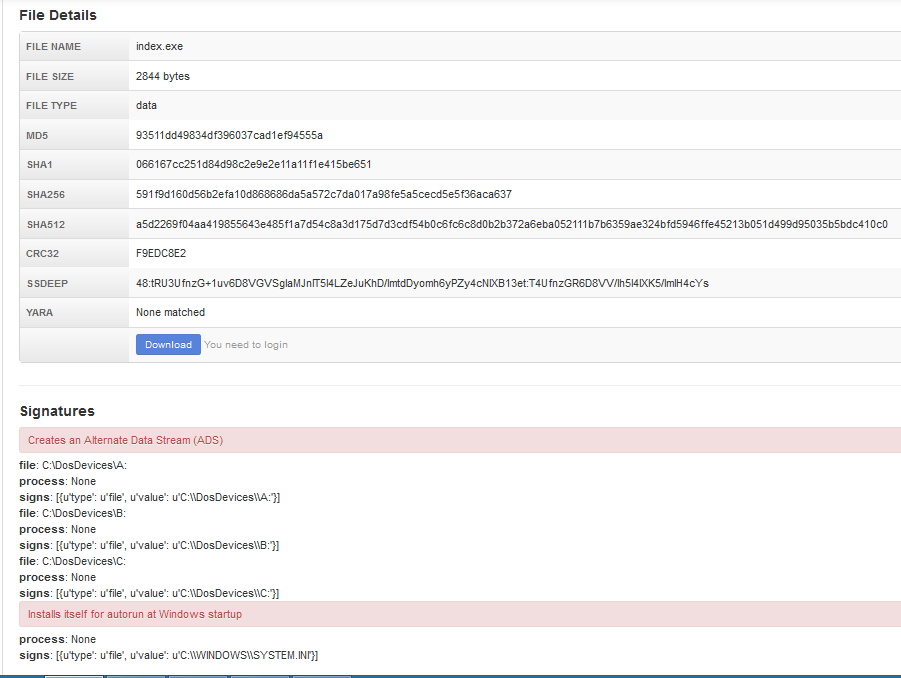 File Details
FILE NAME index.exe
FILE SIZE 2844 bytes
FILE TYPE data
MD5 93511dd49834df396037cad1ef94555a
SHA1 066167cc251d84d98c2e9e2e11a11f1e415be651
SHA256 591f9d160d56b2efa10d868686da5a572c7da017a98fe5a5cecd5e5f36aca637
SHA512 a5d2269f04aa419855643e485f1a7d54c8a3d175d7d3cdf54b0c6fc6c8d0b2b372a6eba052111b7b6359ae324bfd5946ffe45213b051d499d95035b5bdc410c0
CRC32 F9EDC8E2
SSDEEP 48:tRU3UfnzG+1uv6D8VGVSglaMJnIT5I4LZeJuKhD/ImtdDyomh6yPZy4cNIXB13et:T4UfnzGR6D8VV/Ih5I4IXK5/ImIH4cYs
YARA None matched
Download You need to login
Signatures
Creates an Alternate Data Stream (ADS)
file: C:\DosDevices\A:
process: None
signs: [{u'type': u'file', u'value': u'C:\\DosDevices\\A:'}]
file: C:\DosDevices\B:
process: None
signs: [{u'type': u'file', u'value': u'C:\\DosDevices\\B:'}]
file: C:\DosDevices\C:
process: None
signs: [{u'type': u'file', u'value': u'C:\\DosDevices\\C:'}]
Installs itself for autorun at Windows startup
process: None
signs: [{u'type': u'file', u'value': u'C:\\WINDOWS\\SYSTEM.INI'}]